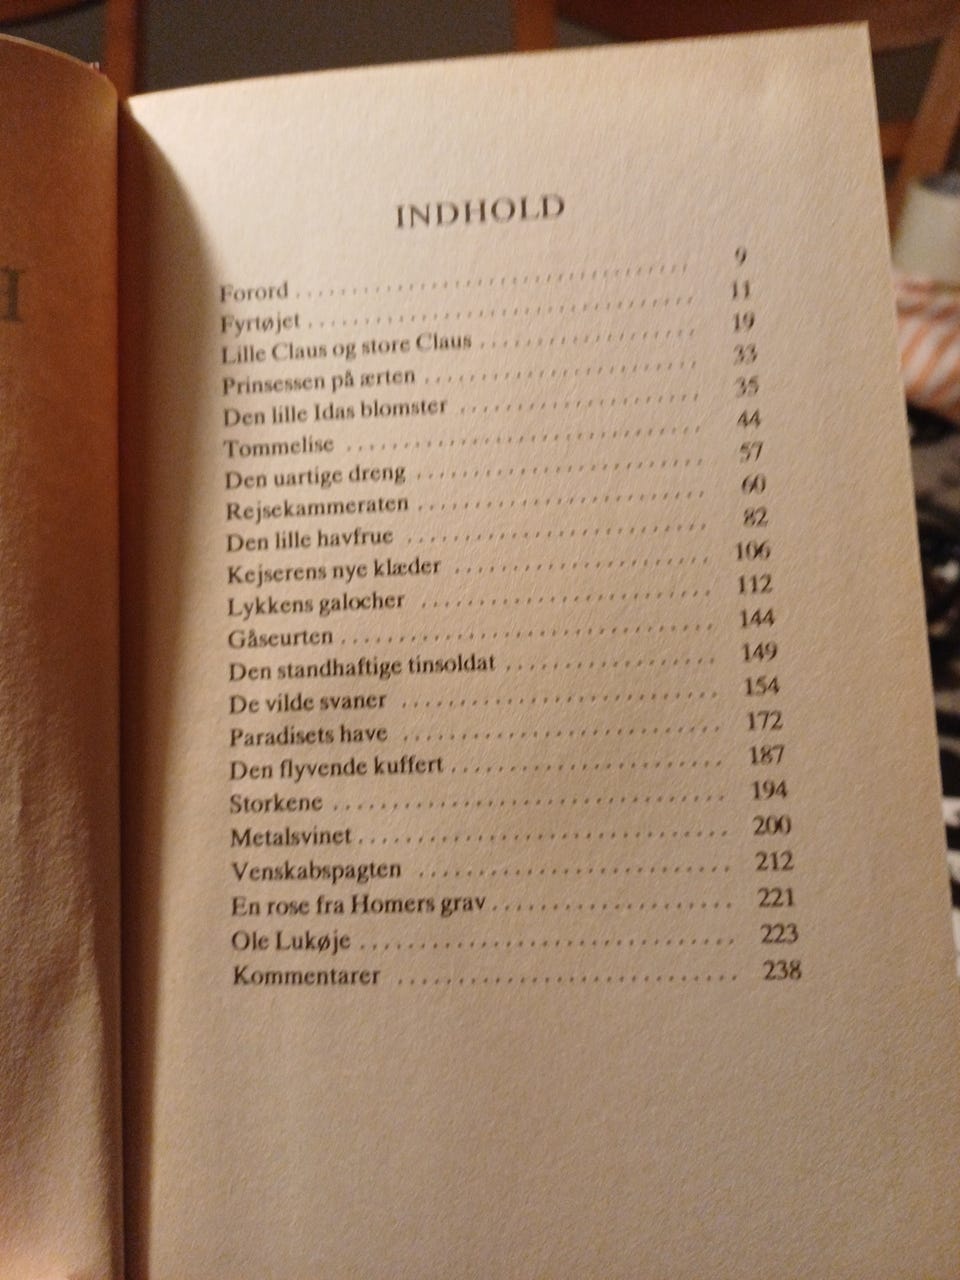 INDHOLD
Forord 9
Fyrtøjet 11
Lille Claus og store Claus 19
Prinsessen på ærten 33
Den lille Idas blomster 35
Tommelise 44
Den uartige dreng 57
Rejsekammeraten 60
Den lille havfrue 82
Kejserens nye klæder 106
Lykkens galocher 112
Gåseurten 144
Den standhaftige tinsoldat 149
De vilde svaner 154
Paradisets have 172
Den flyvende kuffert 187
Storkene 194
Metalsvinet 200
Venskabspagten 212
En rose fra Homers grav 221
Ole Lukøje 223
Kommentarer 238